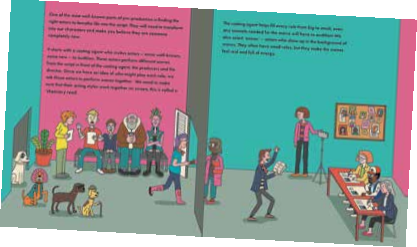 One of the most well-known parts of pre-production is finding the
right actors to breathe life into the script. They will need to transform
into our characters and make you believe they are someone
completely new.
It starts with a casting agent who invites actors – some well-known,
some new – to audition. These actors perform different scenes
from the script in front of the casting agent, the producers and the
director. Once we have an idea of who might play each role, we
ask those actors to perform scenes together. We need to make
sure that their acting styles work together on screen; this is called a
'chemistry read'.
The casting agent helps fill every role from big to small, even
any animals needed for the movie will have to audition! We
also need 'extras' – actors who show up in the background of
scenes. They often have small roles, but they make the scenes
feel real and full of energy.